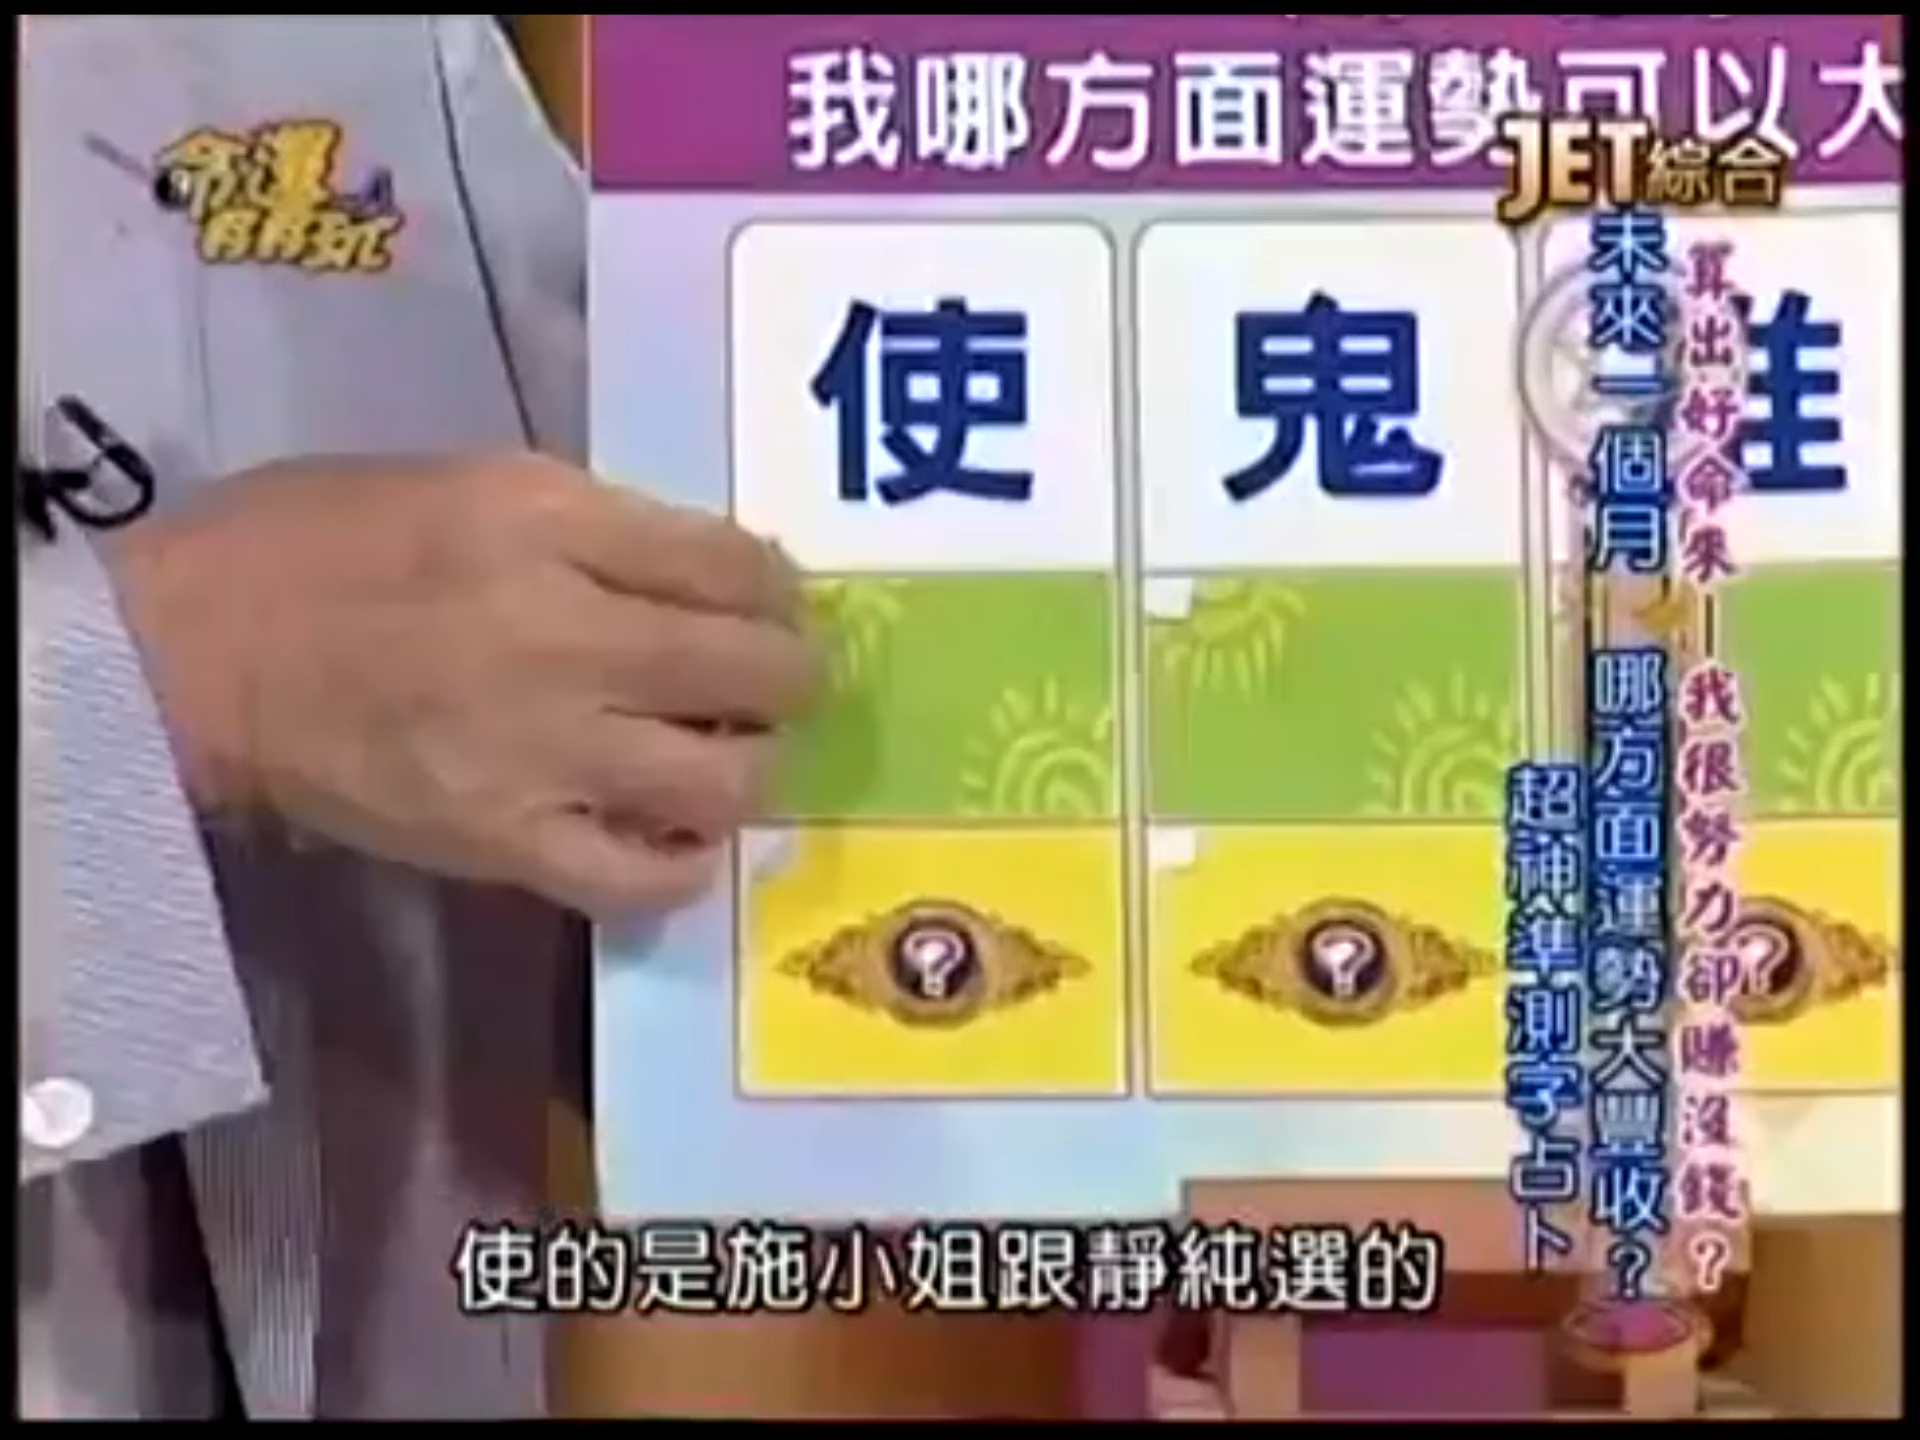 我哪方面運勢可以大
命運好好玩
JET綜合
使
鬼
算出好命來－我很努力卻賺沒錢？
未來一個月 哪方面運勢大豐收？
超神準測字占卜
?
?
?
使的是施小姐跟靜純選的